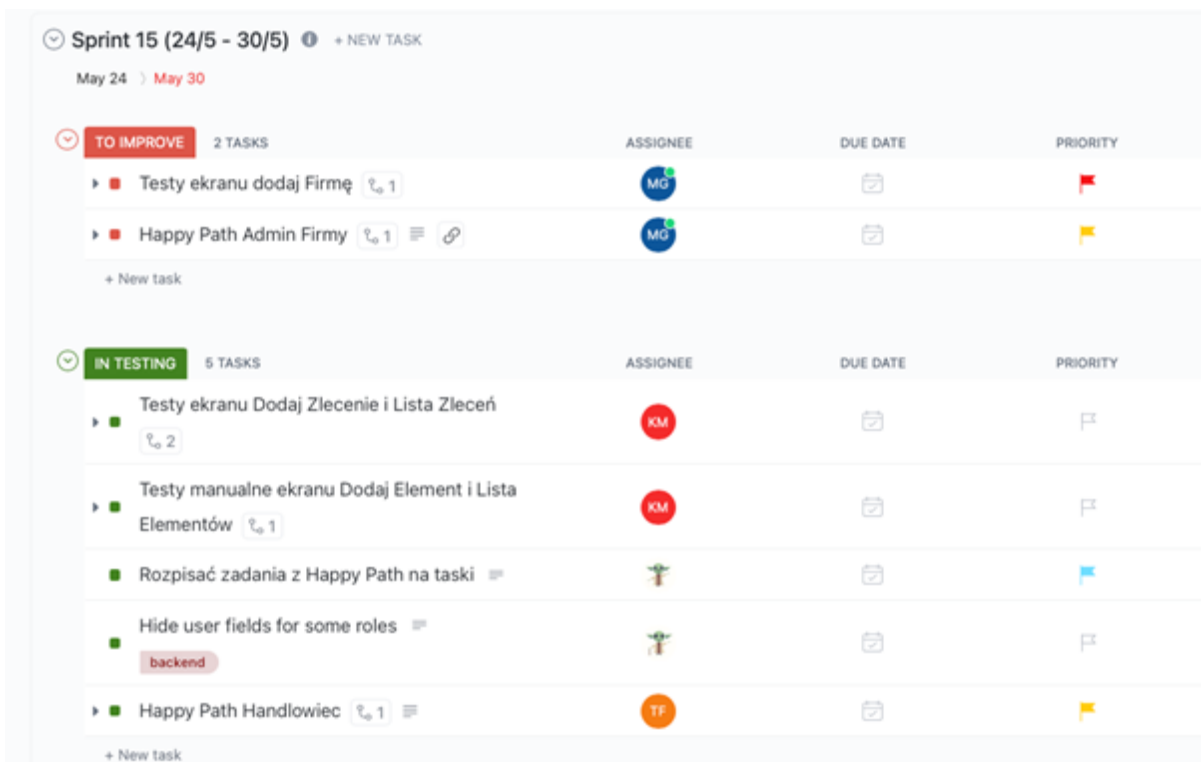 Sprint 15 (24/5 - 30/5) + NEW TASK
May 24 May 30
TO IMPROVE 2 TASKS ASSIGNEE DUE DATE PRIORITY
Testy ekranu dodaj Firmę 1 MG
Happy Path Admin Firmy 1 MG
+ New task
IN TESTING 5 TASKS ASSIGNEE DUE DATE PRIORITY
Testy ekranu Dodaj Zlecenie i Lista Zleceń
2 KM
Testy manualne ekranu Dodaj Element i Lista
Elementów 1 KM
Rozpisać zadania z Happy Path na taski
Hide user fields for some roles
backend
Happy Path Handlowiec 1 TF
+ New task